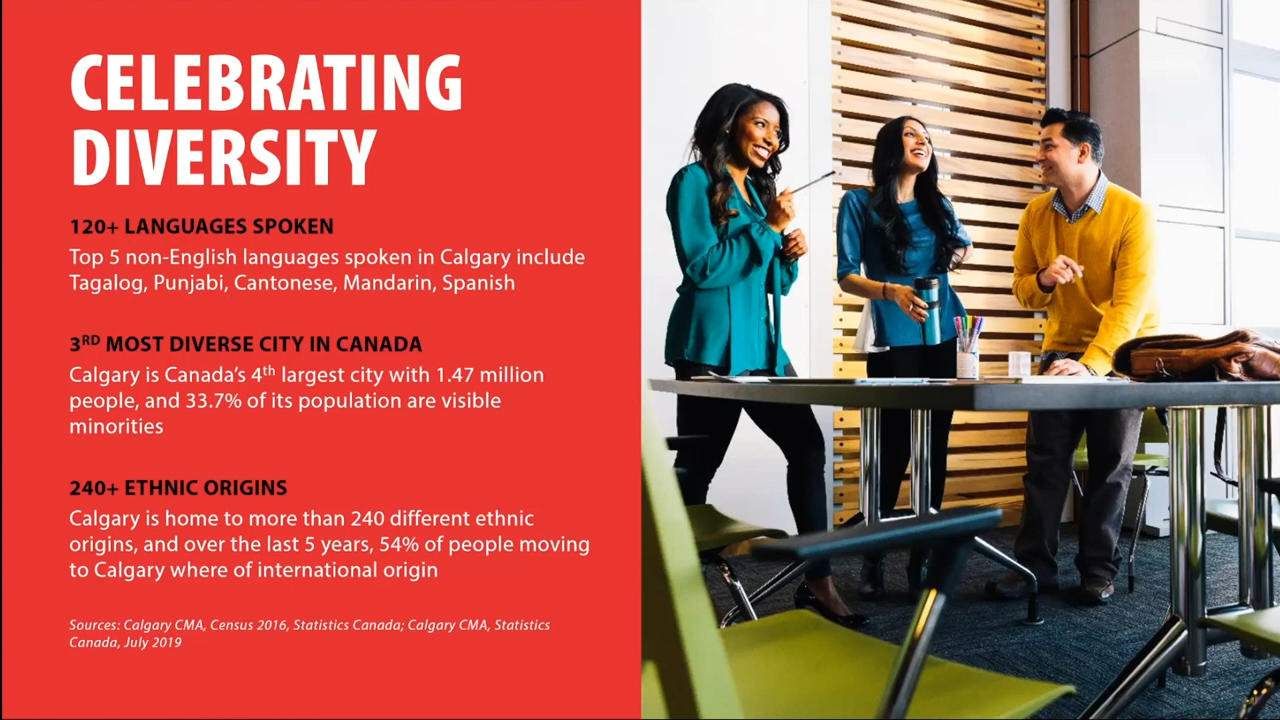 CELEBRATING
DIVERSITY
120+ LANGUAGES SPOKEN
Top 5 non-English languages spoken in Calgary include
Tagalog, Punjabi, Cantonese, Mandarin, Spanish
3RD MOST DIVERSE CITY IN CANADA
Calgary is Canada's 4th largest city with 1.47 million
people, and 33.7% of its population are visible
minorities
240+ ETHNIC ORIGINS
Calgary is home to more than 240 different ethnic
origins, and over the last 5 years, 54% of people moving
to Calgary where of international origin
Sources: Calgary CMA, Census 2016, Statistics Canada; Calgary CMA, Statistics
Canada, July 2019